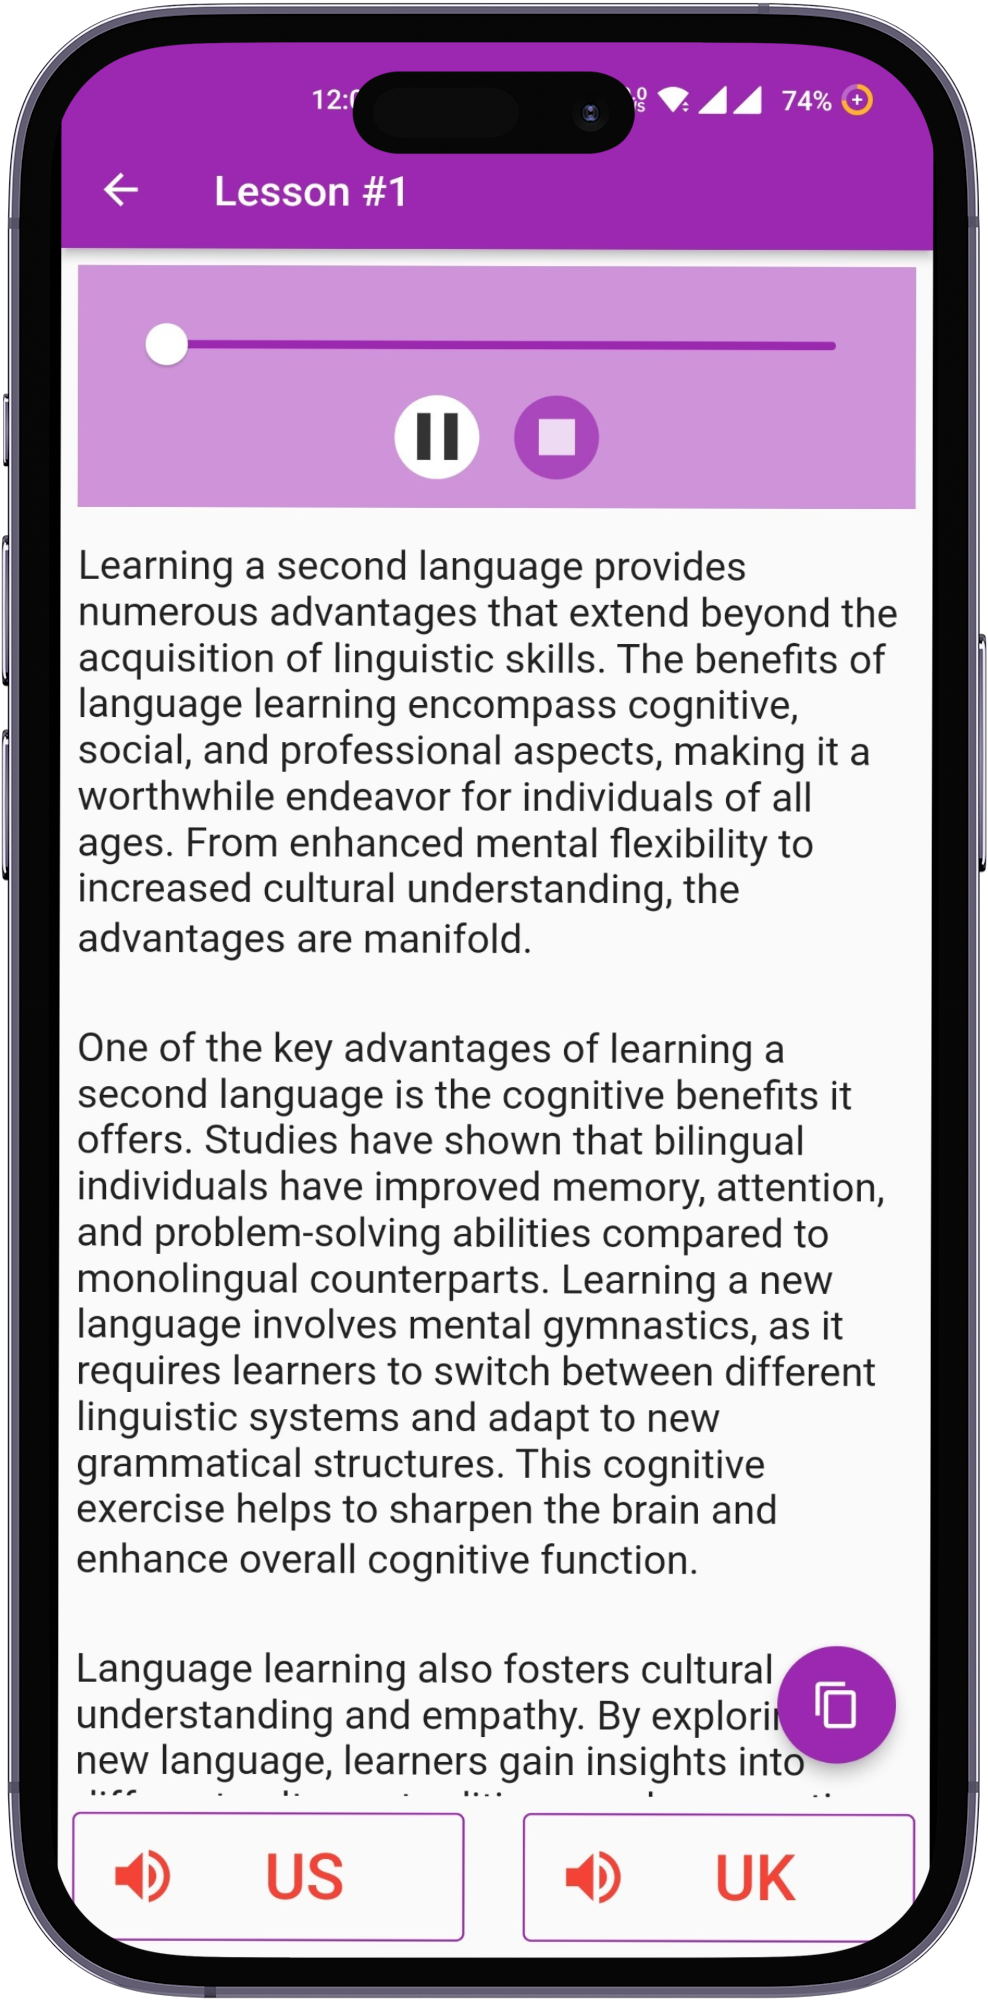 74%
Lesson #1
Learning a second language provides
numerous advantages that extend beyond the
acquisition of linguistic skills. The benefits of
language learning encompass cognitive,
social, and professional aspects, making it a
worthwhile endeavor for individuals of all
ages. From enhanced mental flexibility to
increased cultural understanding, the
advantages are manifold.
One of the key advantages of learning a
second language is the cognitive benefits it
offers. Studies have shown that bilingual
individuals have improved memory, attention,
and problem-solving abilities compared to
monolingual counterparts. Learning a new
language involves mental gymnastics, as it
requires learners to switch between different
linguistic systems and adapt to new
grammatical structures. This cognitive
exercise helps to sharpen the brain and
enhance overall cognitive function.
Language learning also fosters cultural
understanding and empathy. By
new language, learners gain insights into
US
UK